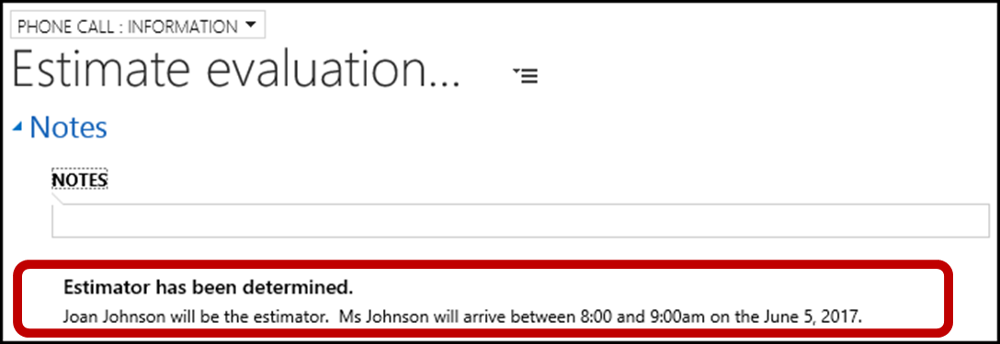 PHONE CALL : INFORMATION
Estimate evaluation...
Notes
NOTES
Estimator has been determined.
Joan Johnson will be the estimator.  Ms Johnson will arrive between 8:00 and 9:00am on the June 5, 2017.